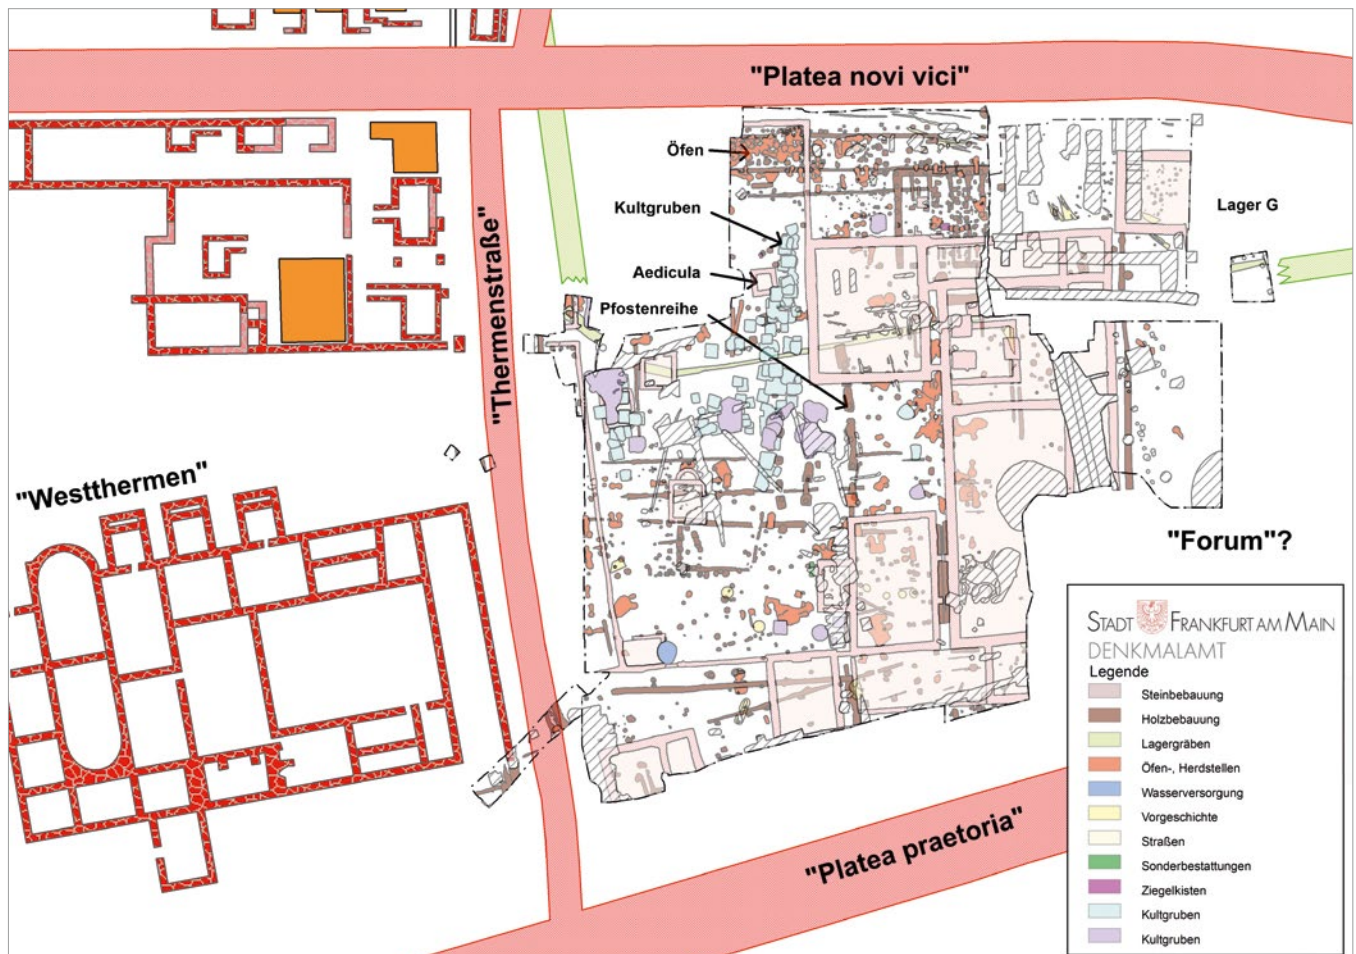 "Platea novi vici"
Öfen
Kultgruben
Aedicula
Pfostenreihe
Lager G
"Thermenstraße"
"Westthermen"
"Forum"?
"Platea praetoria"
STADT FRANKFURT AM MAIN
DENKMALAMT
Legende
Steinbebauung
Holzbebauung
Lagergräben
Öfen-, Herdstellen
Wasserversorgung
Vorgeschichte
Straßen
Sonderbestattungen
Ziegelkisten
Kultgruben
Kultgruben